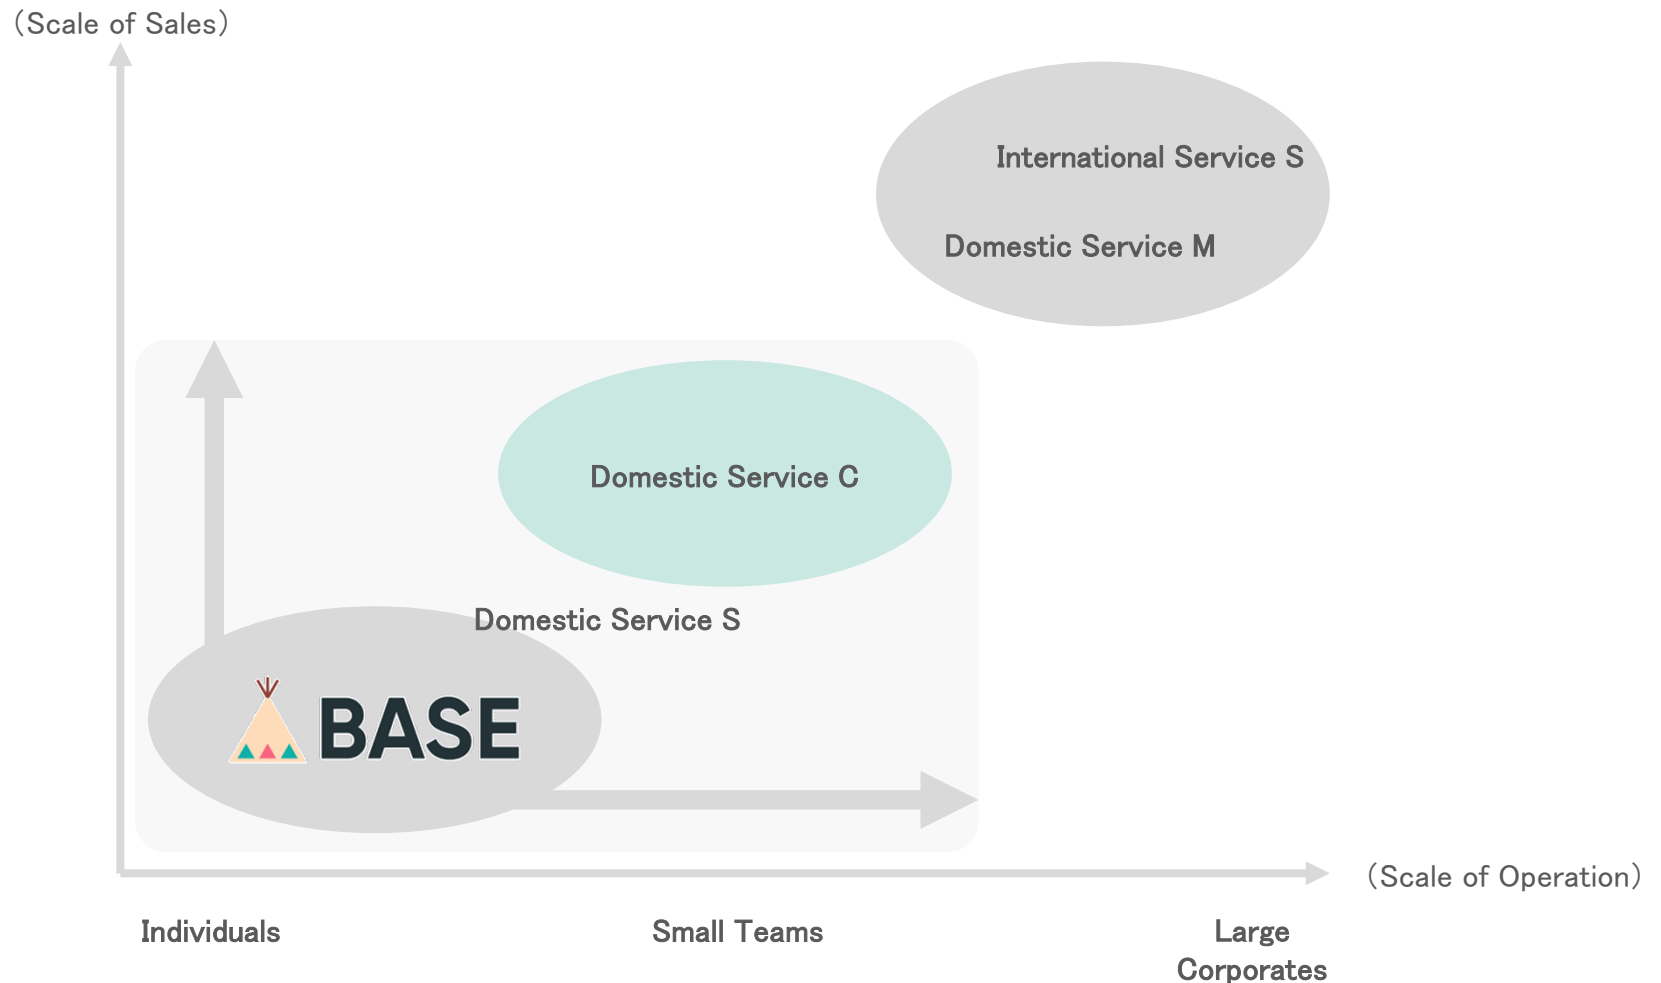 （Scale of Sales）
International Service S
Domestic Service M
Domestic Service C
Domestic Service S
BASE
（Scale of Operation）
Individuals
Small Teams
Large
Corporates